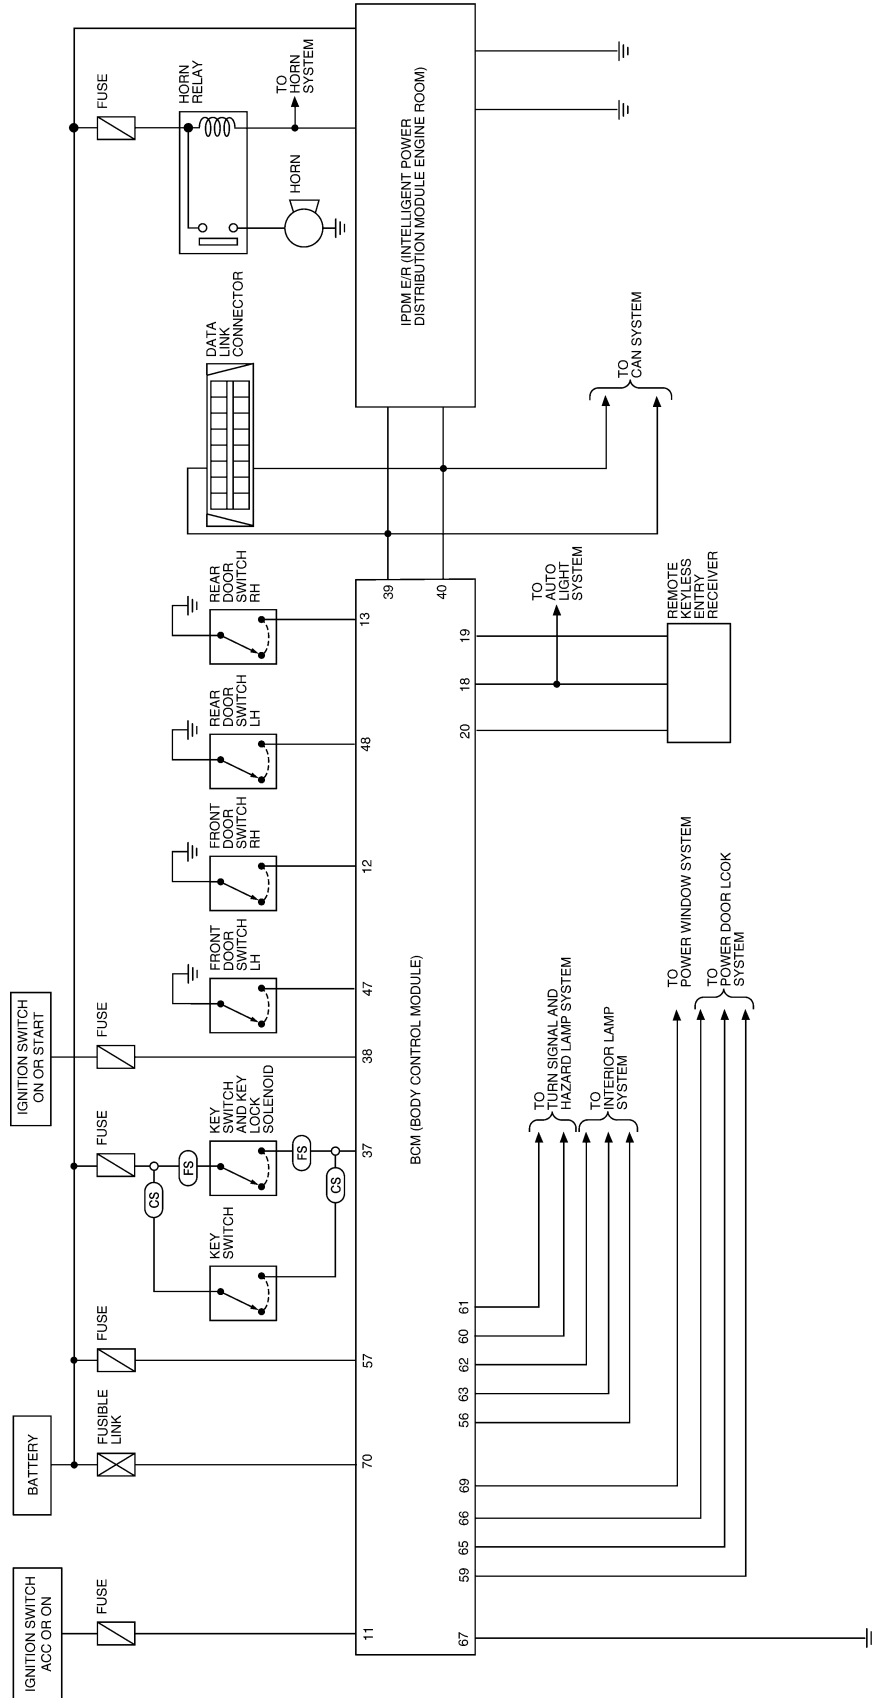 IGNITION SWITCH
ACC OR ON
FUSE
11
BATTERY
FUSIBLE
LINK
70
FUSE
57
KEY
SWITCH
CS
CS
FUSE
FS
KEY
SWITCH
AND KEY
LOCK
SOLENOID
FS
37
IGNITION SWITCH
ON OR START
FUSE
38
FRONT
DOOR
SWITCH
LH
47
FRONT
DOOR
SWITCH
RH
12
REAR
DOOR
SWITCH
LH
48
REAR
DOOR
SWITCH
RH
13
DATA
LINK
CONNECTOR
39
40
FUSE
HORN
RELAY
HORN
TO
HORN
SYSTEM
IPDM E/R (INTELLIGENT POWER
DISTRIBUTION MODULE ENGINE ROOM)
TO
CAN SYSTEM
BCM (BODY CONTROL MODULE)
67
59
65
66
69
56
63
62
60
61
TO
TURN SIGNAL AND
HAZARD LAMP SYSTEM
TO
INTERIOR LAMP
SYSTEM
TO
POWER WINDOW SYSTEM
TO
POWER DOOR LCOK
SYSTEM
20
18
19
TO
AUTO
LIGHT
SYSTEM
REMOTE
KEYLESS
ENTRY
RECEIVER